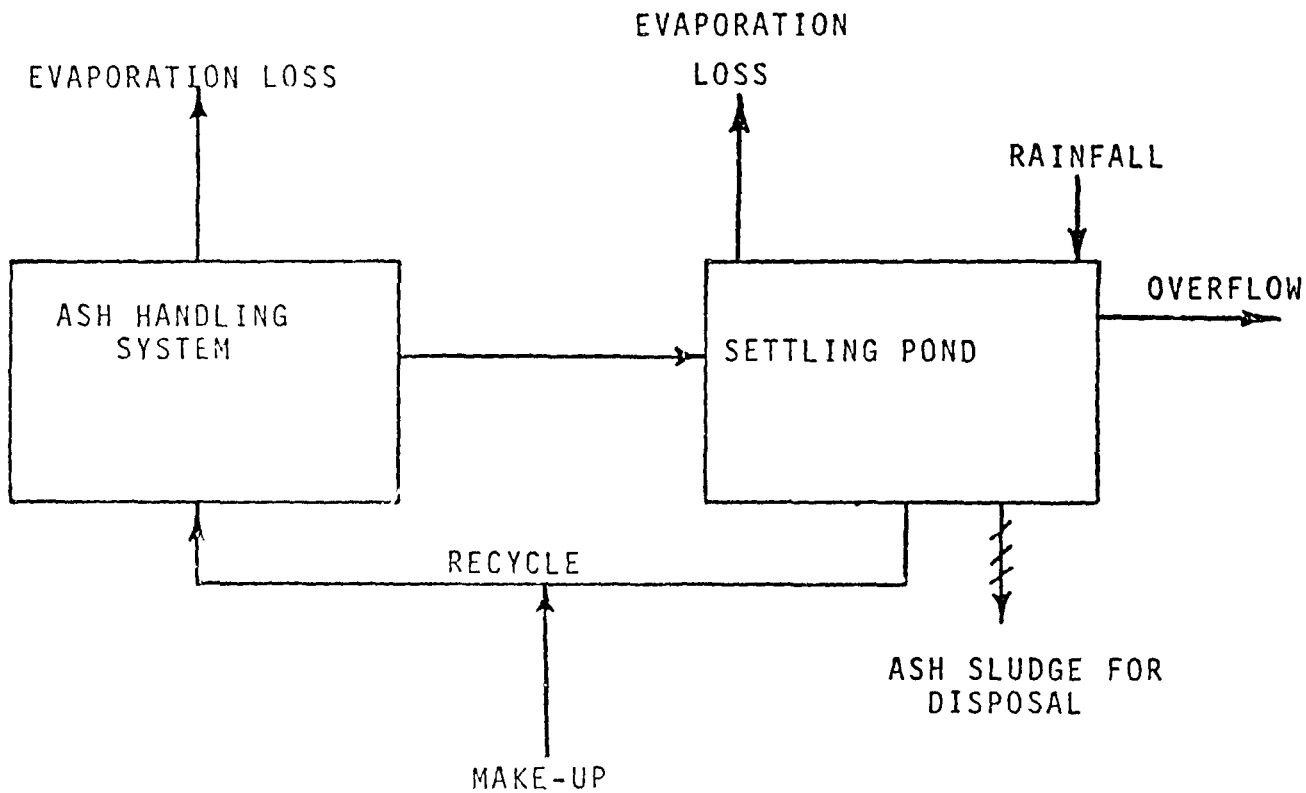 EVAPORATION LOSS
EVAPORATION
LOSS
RAINFALL
ASH HANDLING
SYSTEM
SETTLING POND
OVERFLOW
RECYCLE
ASH SLUDGE FOR
DISPOSAL
MAKE-UP